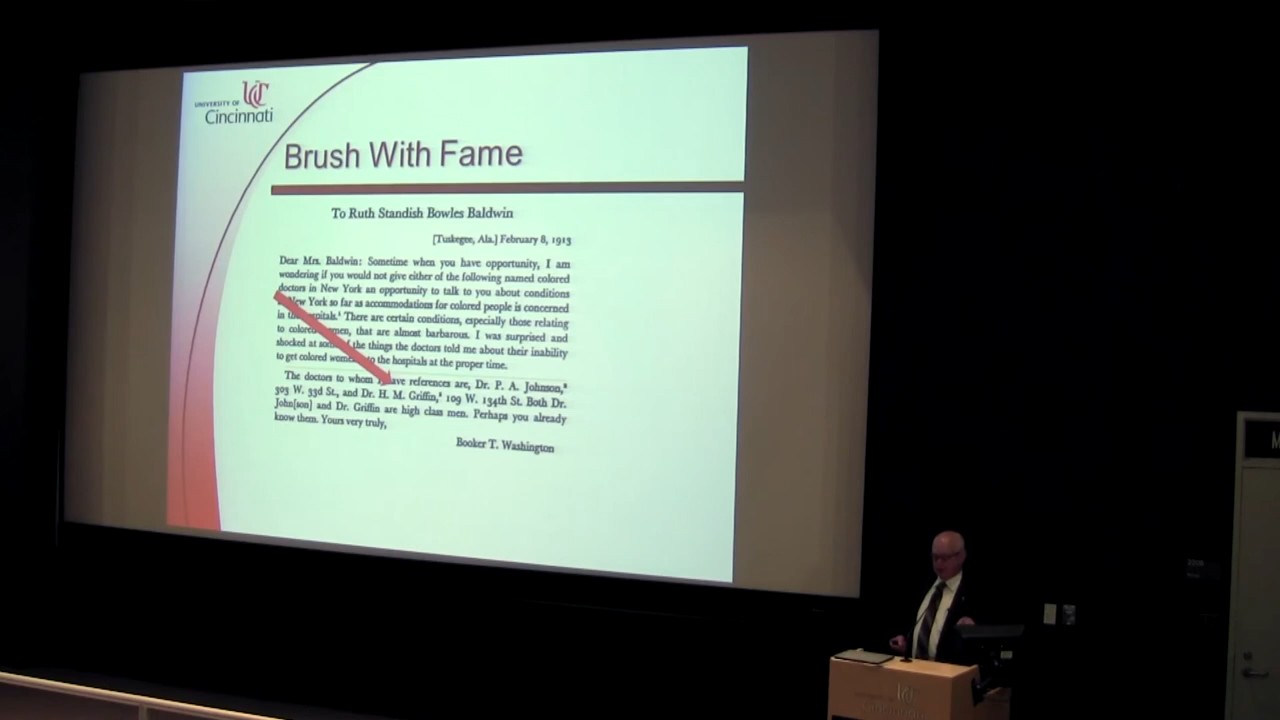 UNIVERSITY OF
Cincinnati
Brush With Fame
To Ruth Standish Bowles Baldwin
[Tuskegee, Ala.] February 8, 1913
Dear Mrs. Baldwin: Sometime when you have opportunity, I am
wondering if you would not give either of the following named colored
doctors in New York an opportunity to talk to you about conditions
New York so far as accommodations for colored people is concerned
in the hospitals.¹ There are certain conditions, especially those relating
to colored women, that are almost barbarous. I was surprised and
shocked at some of the things the doctors told me about their inability
to get colored women to the hospitals at the proper time.
The doctors to whom I have references are, Dr. P. A. Johnson,²
303 W. 33d St., and Dr. H. M. Griffin,³ 109 W. 134th St. Both Dr.
John[son] and Dr. Griffin are high class men. Perhaps you already
know them. Yours very truly,
Booker T. Washington
UNIVERSITY OF
Cincinnati